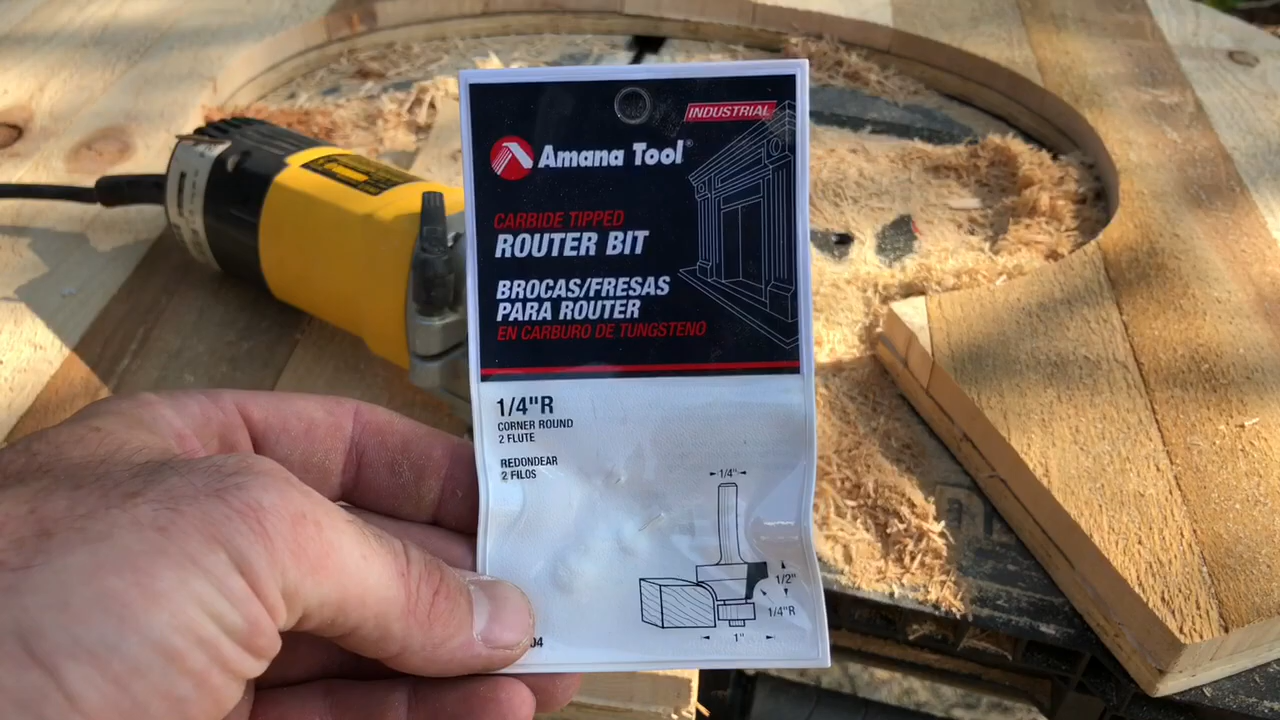 INDUSTRIAL
Amana Tool®
CARBIDE TIPPED
ROUTER BIT
BROCAS/FRESAS
PARA ROUTER
EN CARBURO DE TUNGSTENO
1/4"R
CORNER ROUND
2 FLUTE
REDONDEAR
2 FILOS
1/4"
1/2"
1/4"R
1"
04